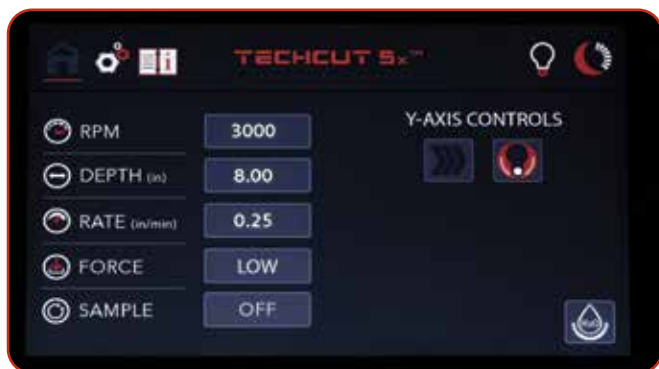 i
TECHCUT 5x™
RPM 3000
Y-AXIS CONTROLS
DEPTH (in) 8.00
RATE (in/min) 0.25
FORCE LOW
SAMPLE OFF
H₂O